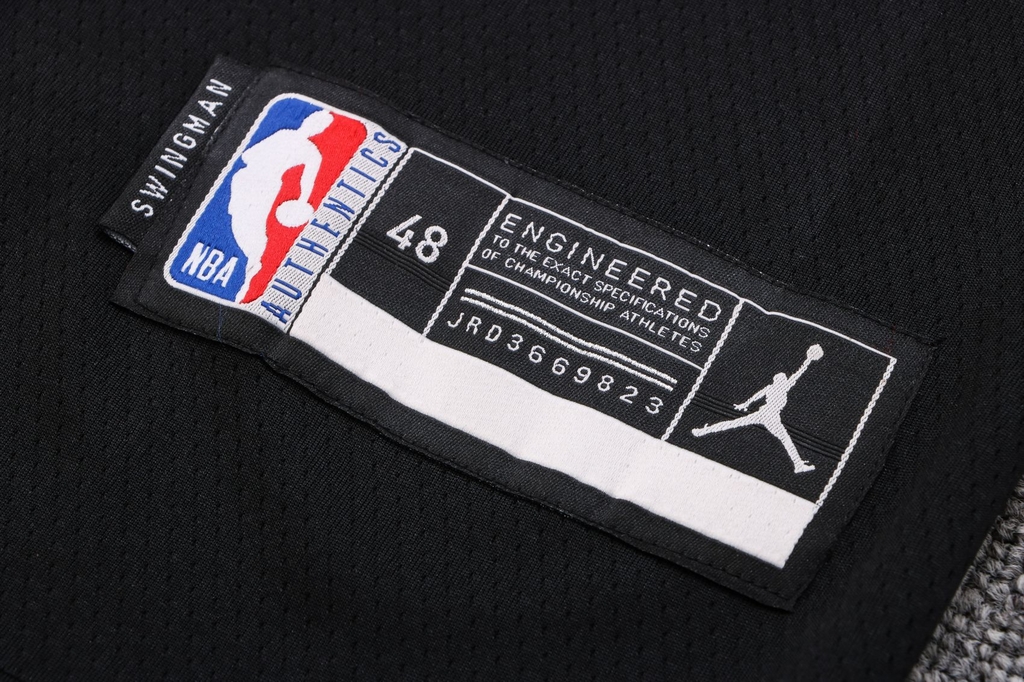 SWINGMAN
NBA
AUTHENTICS
48
ENGINEERED
TO THE EXACT SPECIFICATIONS
OF CHAMPIONSHIP ATHLETES
JRD3669823